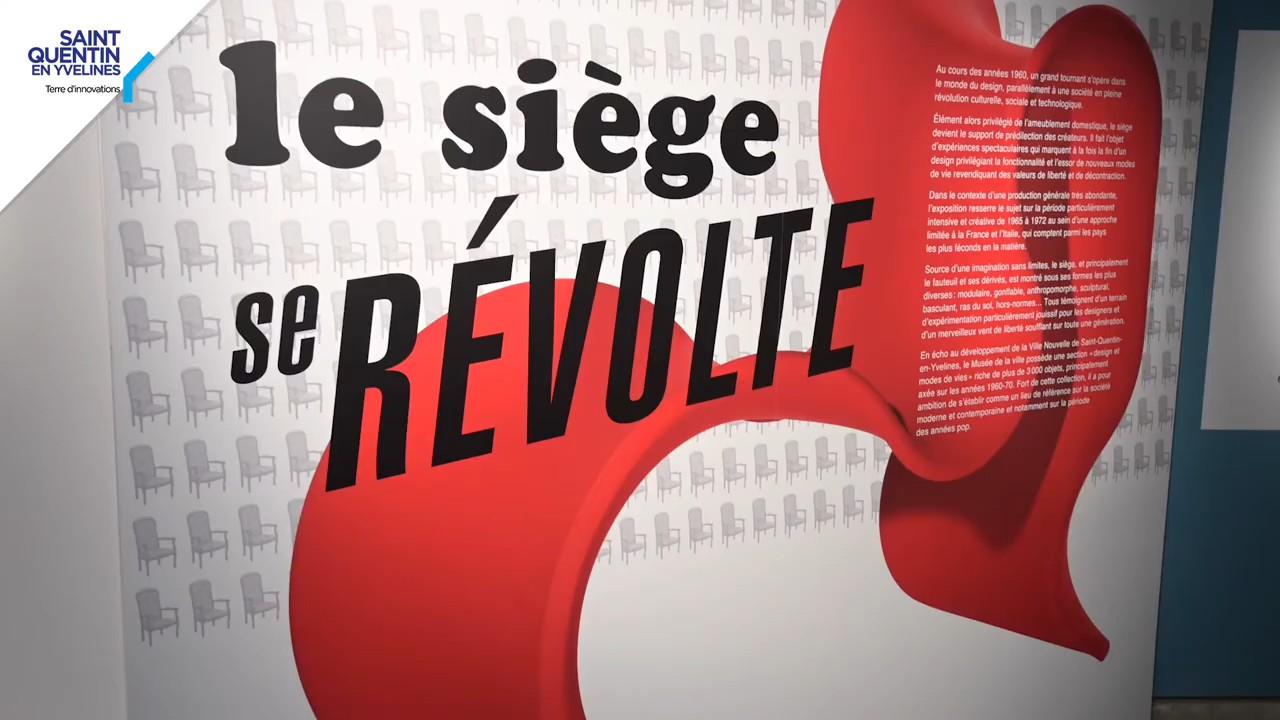 SAINT
QUENTIN
EN YVELINES
Terre d'innovations
le siège
se RÉVOLTE
Au cours des années 1960, un grand tournant s'opère dans
le monde du design, parallèlement à une société en pleine
révolution culturelle, sociale et technologique.
Élément alors privilégié de l'ameublement domestique, le siège
devient le support de prédilection des créateurs. Il fait l'objet
d'expériences spectaculaires qui marquent à la fois la fin d'un
design privilégiant la fonctionnalité et l'essor de nouveaux modes
de vie revendiquant des valeurs de liberté et de décontraction.
Dans le contexte d'une production générale très abondante,
l'exposition resserre le sujet sur la période particulièrement
intensive et créative de 1965 à 1972 au sein d'une approche
limitée à la France et l'Italie, qui comptent parmi les pays
les plus féconds en la matière.
Source d'une imagination sans limites, le siège, et principalement
le fauteuil et ses dérivés, est montré sous ses formes les plus
diverses : modulaire, gonflable, anthropomorphe, sculptural,
basculant, ras du sol, hors-normes... Tous témoignent d'un terrain
d'expérimentation particulièrement jouissif pour les designers et
d'un merveilleux vent de liberté soufflant sur toute une génération.
En écho au développement de la Ville Nouvelle de Saint-Quentin-
en-Yvelines, le Musée de la ville possède une section « design et
modes de vies » riche de plus de 3 000 objets, principalement
axée sur les années 1960-70. Fort de cette collection, il a pour
ambition de s'établir comme un lieu de référence sur la société
moderne et contemporaine et notamment sur la période
des années pop.